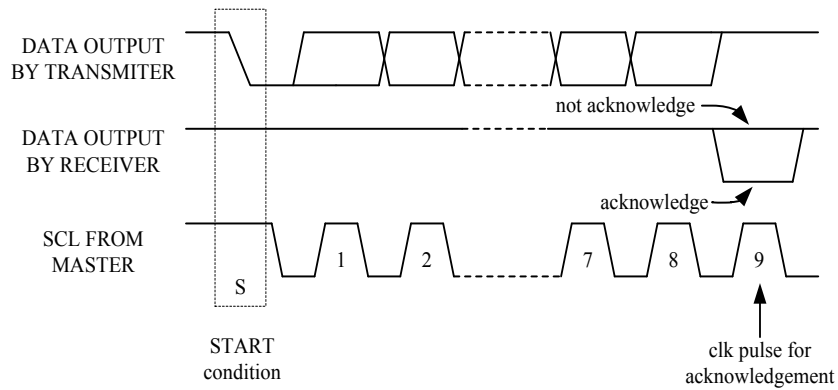 DATA OUTPUT
BY TRANSMITER
not acknowledge
DATA OUTPUT
BY RECEIVER
acknowledge
SCL FROM
MASTER
1
2
7
8
9
S
START
condition
clk pulse for
acknowledgement